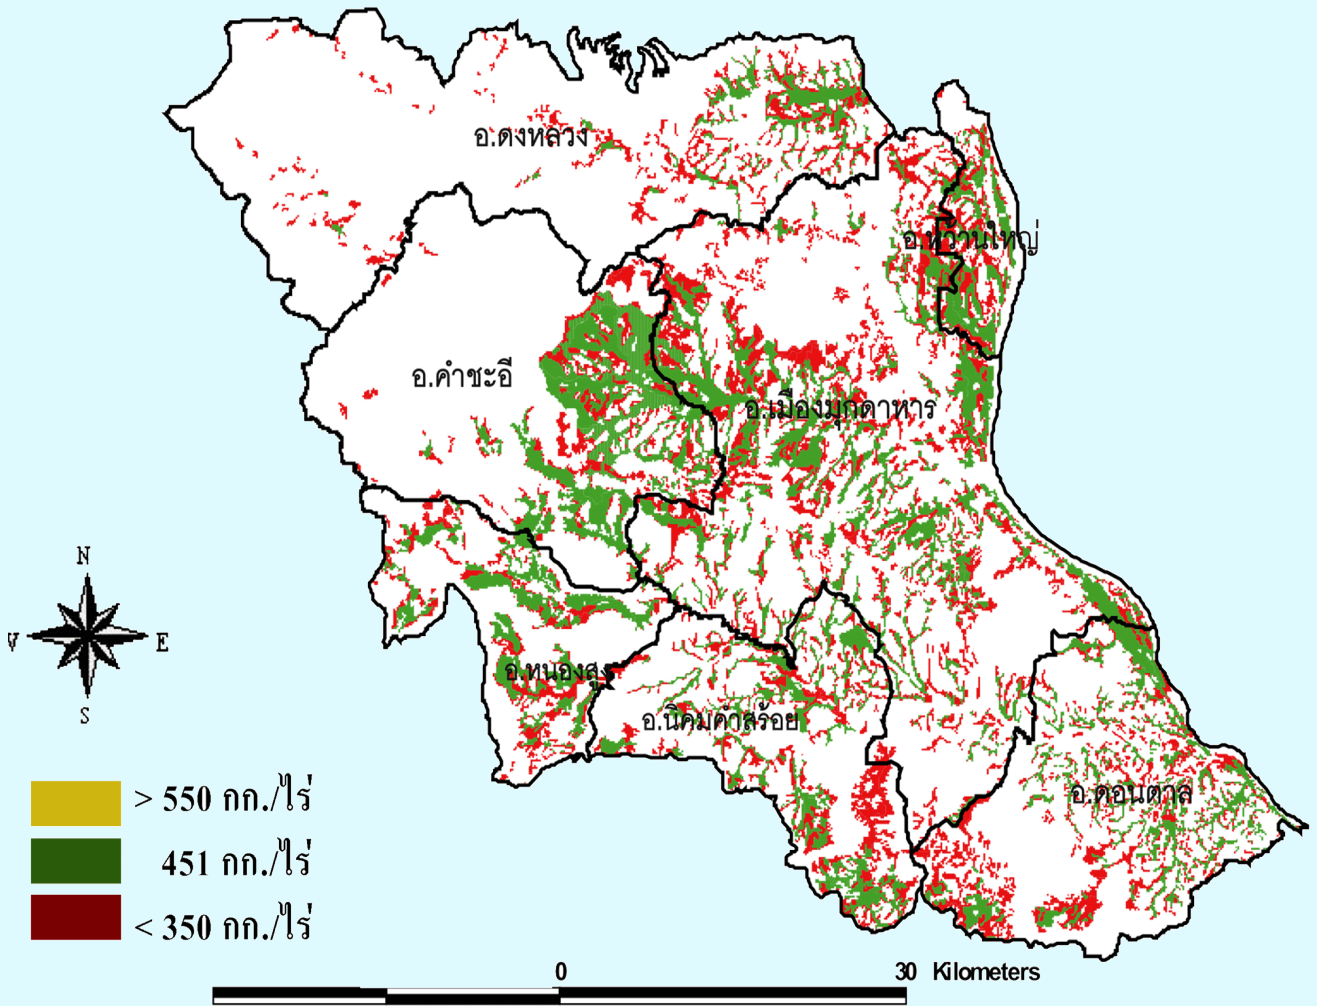 อ.ดงหลวง
อ.หว้านใหญ่
อ.คำชะอี
อ.เมืองมุกดาหาร
N
E
S
อ.หนองสูง
อ.นิคมคำสร้อย
อ.ดอนตาล
> 550 กก./ไร่
451 กก./ไร่
< 350 กก./ไร่
0 30 Kilometers